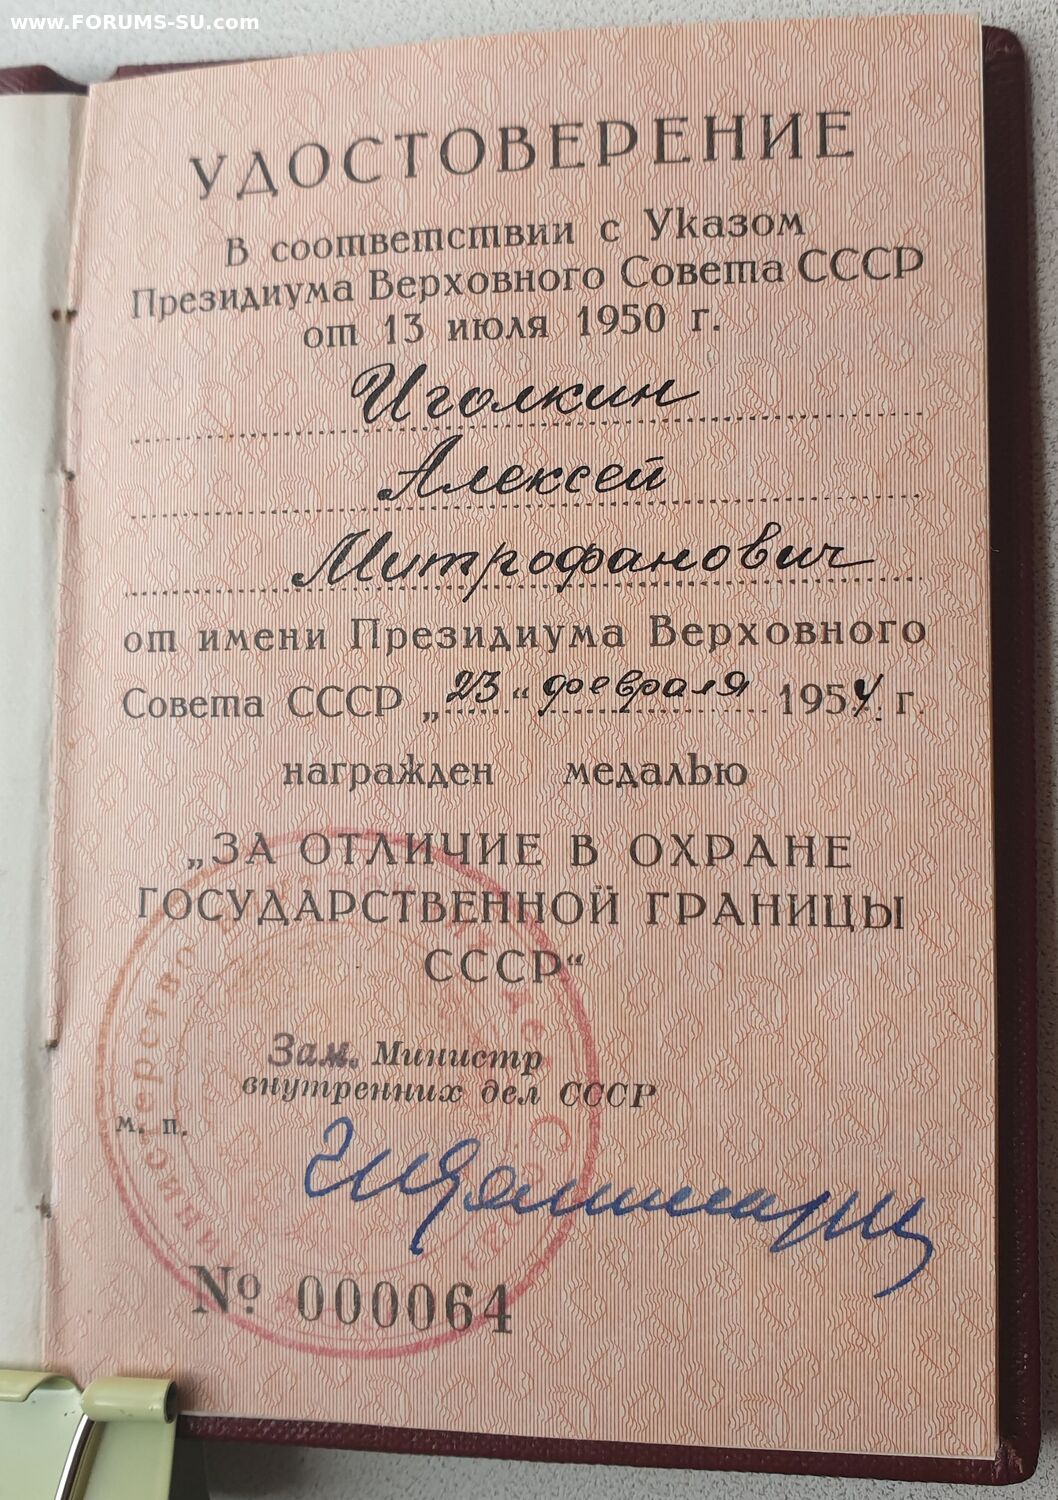 www.FORUMS-SU.com
УДОСТОВЕРЕНИЕ
В соответствии с Указом
Президиума Верховного Совета СССР
от 13 июля 1950 г.
Иголкин
Алексей
Митрофанович
от имени Президиума Верховного
Совета СССР „23“ февраля 1954 г.
награжден медалью
„ЗА ОТЛИЧИЕ В ОХРАНЕ
ГОСУДАРСТВЕННОЙ ГРАНИЦЫ
СССР“
Зам. Министр
внутренних дел СССР
м. п.
№ 000064